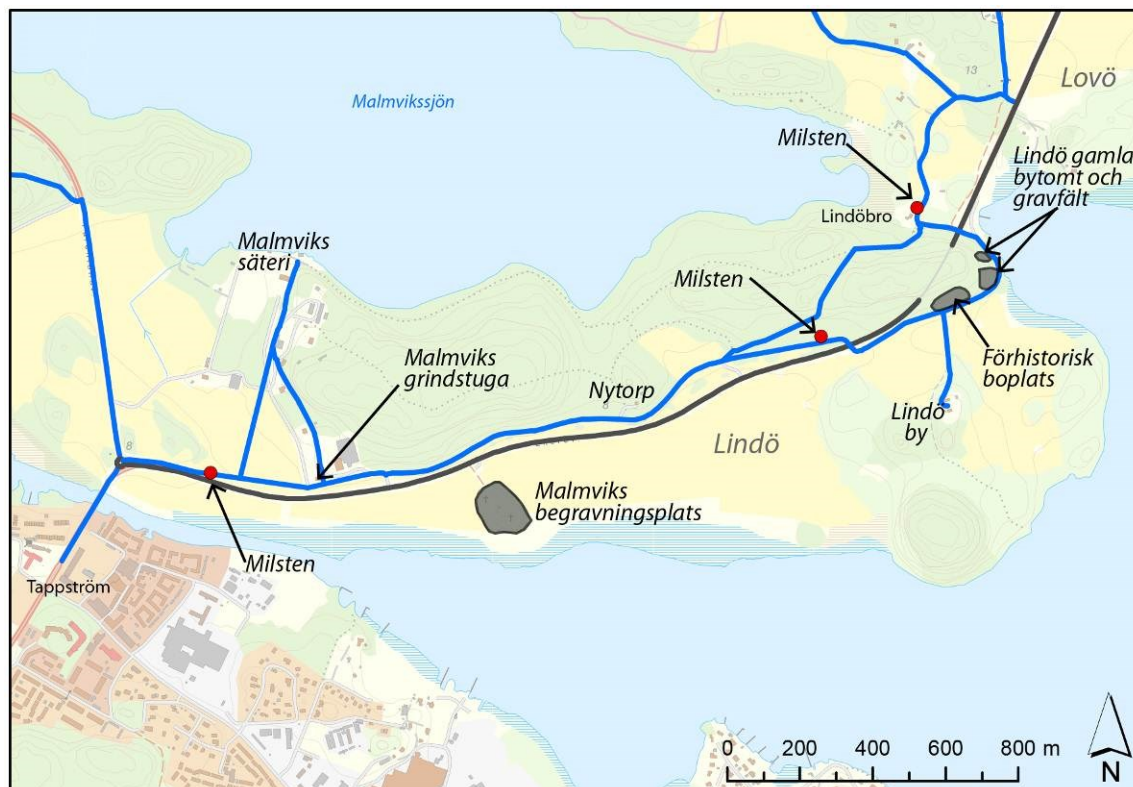 Malmvikssjön
13
Lovö
Milsten
Lindö gamla
bytomt och
gravfält
Lindöbro
Malmviks
säteri
Milsten
Malmviks
grindstuga
Förhistorisk
boplats
Nytorp
8
Lindö
by
Lindö
8
Malmviks
begravningsplats
Milsten
Tappström
0 200 400 600 800 m
N